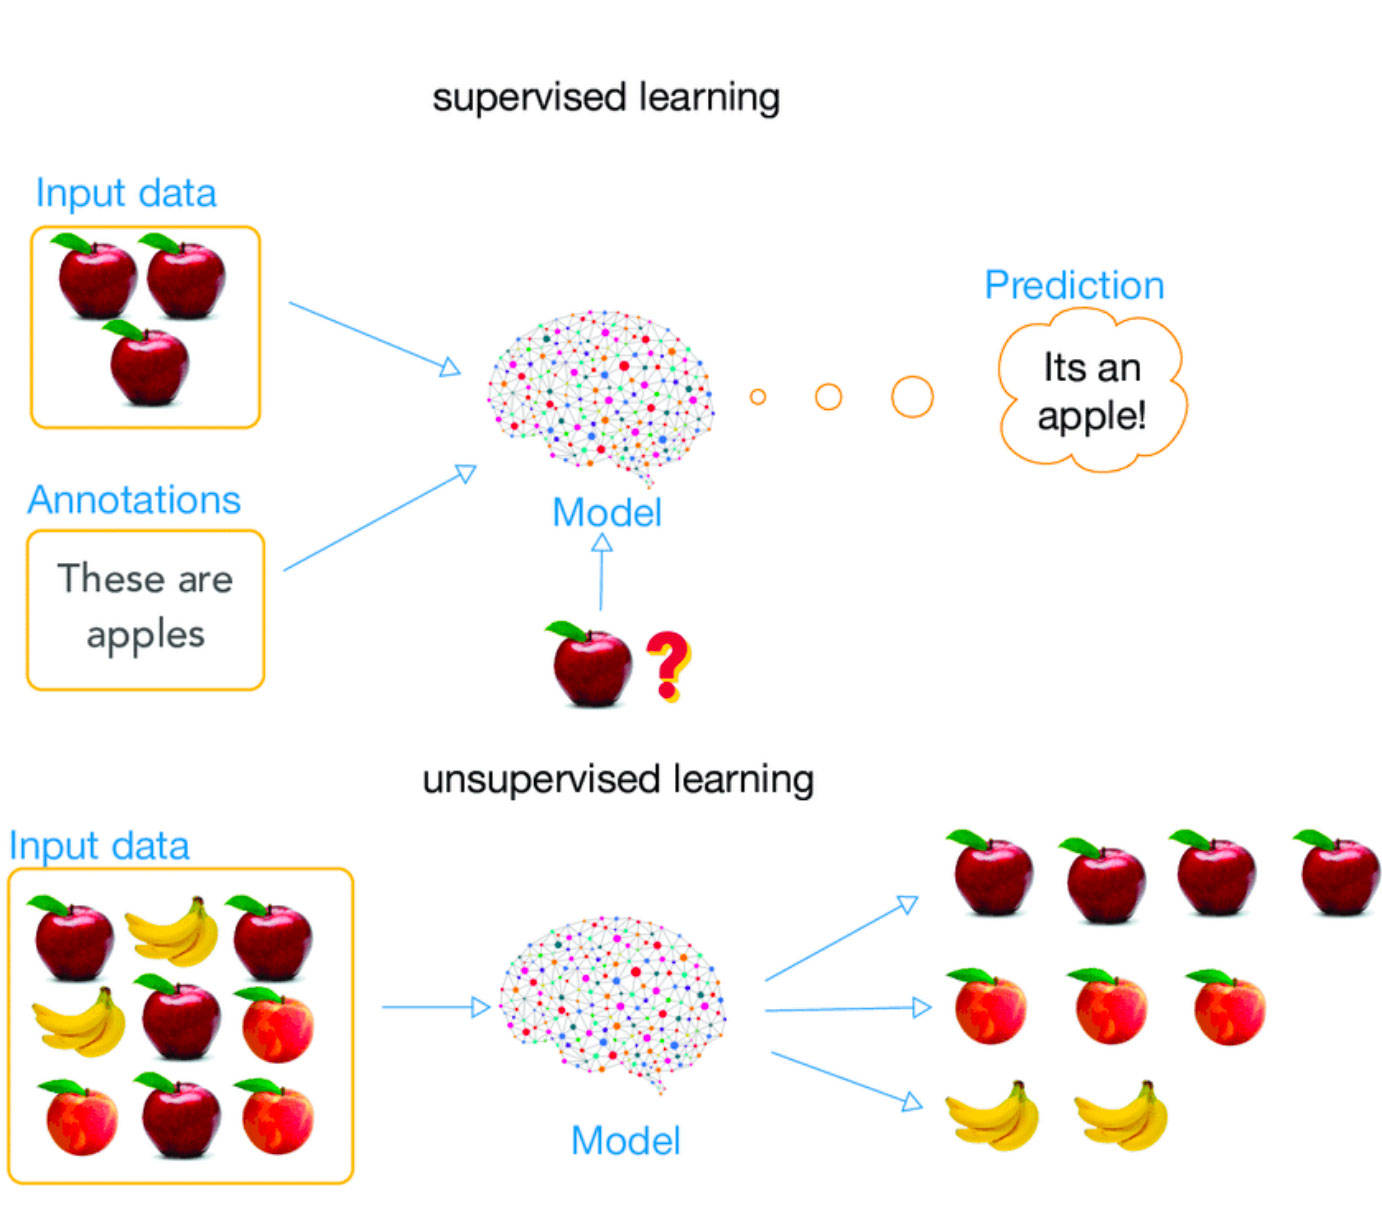 supervised learning
Input data
Prediction
Its an
apple!
Annotations
These are
apples
Model
?
unsupervised learning
Input data
Model